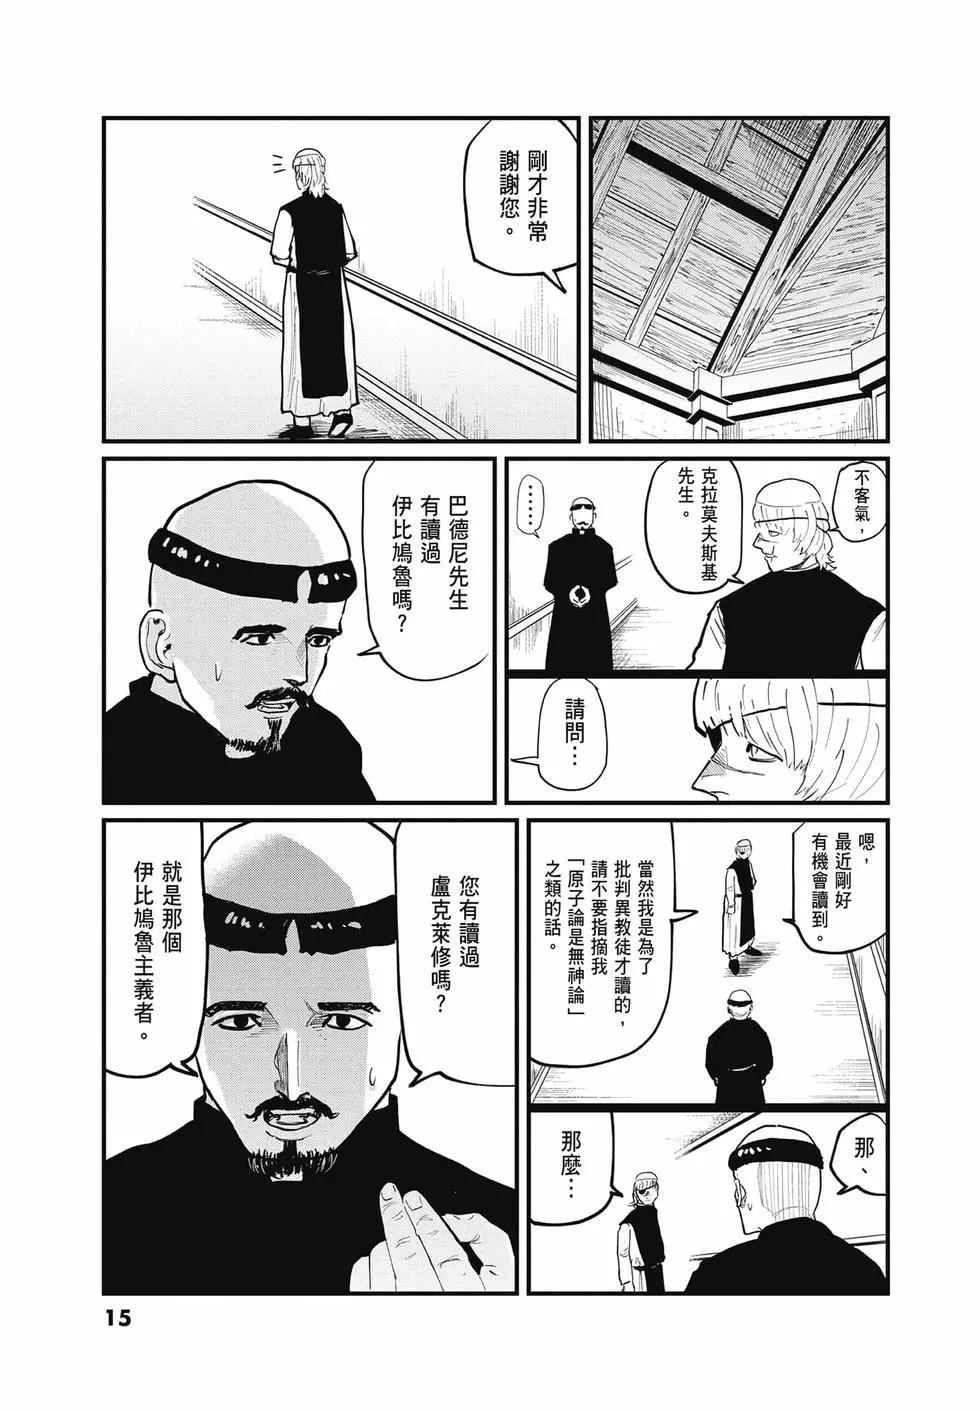 剛才非常
謝謝您。
不客氣，
克拉莫夫斯基
先生。
……
請問…
巴德尼先生
有讀過
伊比鳩魯嗎？
嗯，
最近剛好
有機會讀到。
當然我是為了
批判異教徒才讀的，
請不要指摘我
「原子論是無神論」
之類的話。
那、
那麼…
您有讀過
盧克萊修嗎？
就是那個
伊比鳩魯主義者。
15